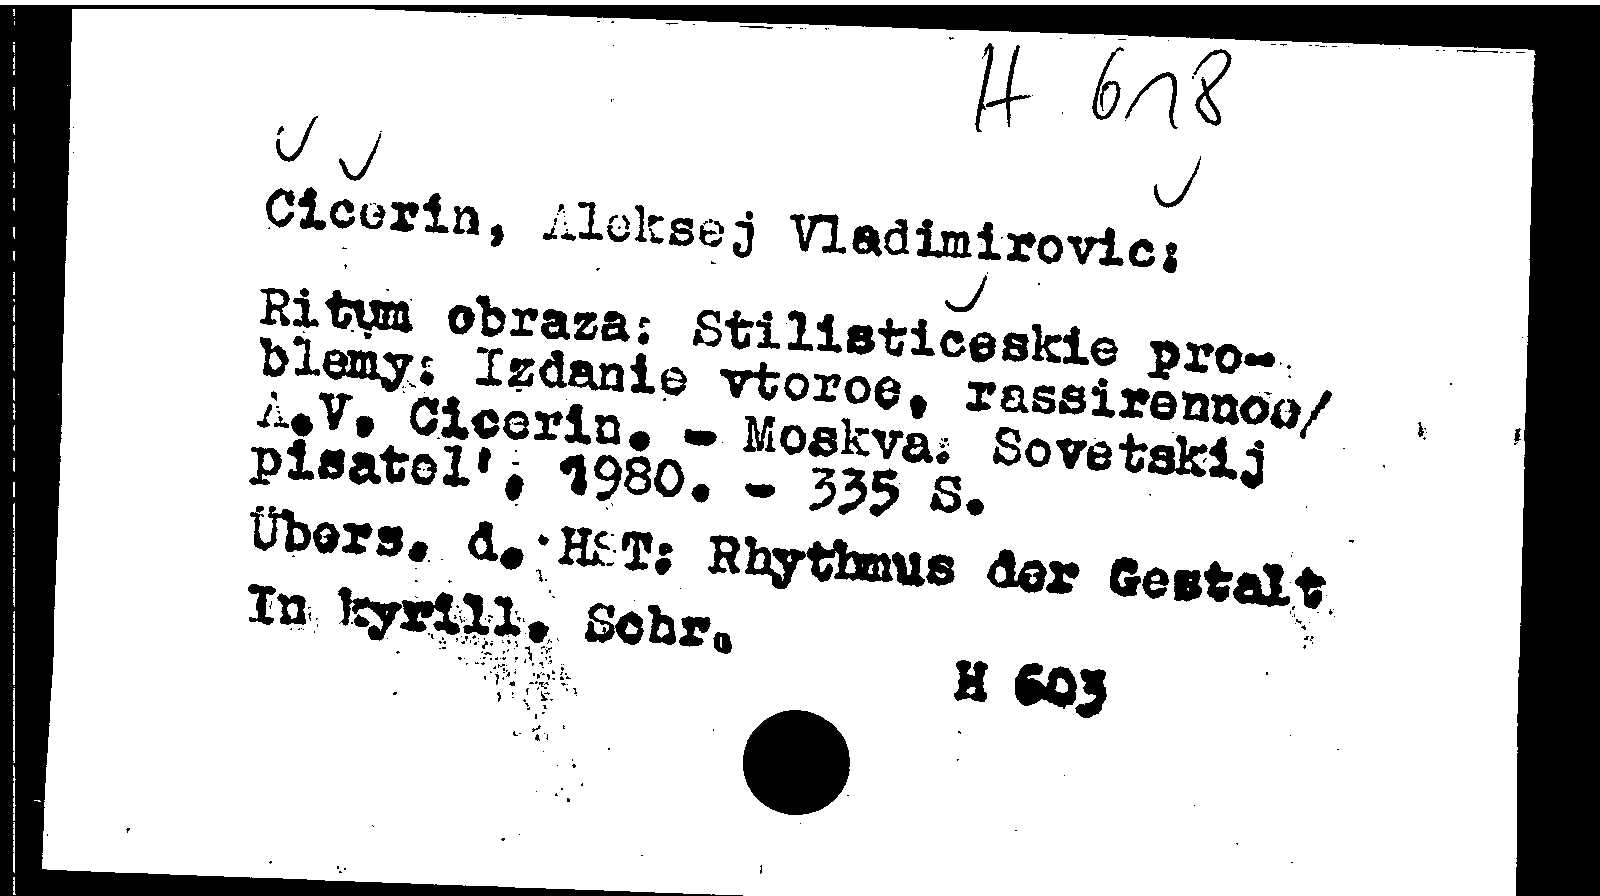 H 618
Cicerin, Aleksej Vladimirovic:
Ritum obraza: Stilisticeskie pro-
blemy: Izdanie vtoroe, rassirennoe/
A.V. Cicerin. - Moskva: Sovetskij
pisatel', 1980. - 335 S.
Übers. d. HST: Rhythmus der Gestalt
In kyrill. Schr.
H 603